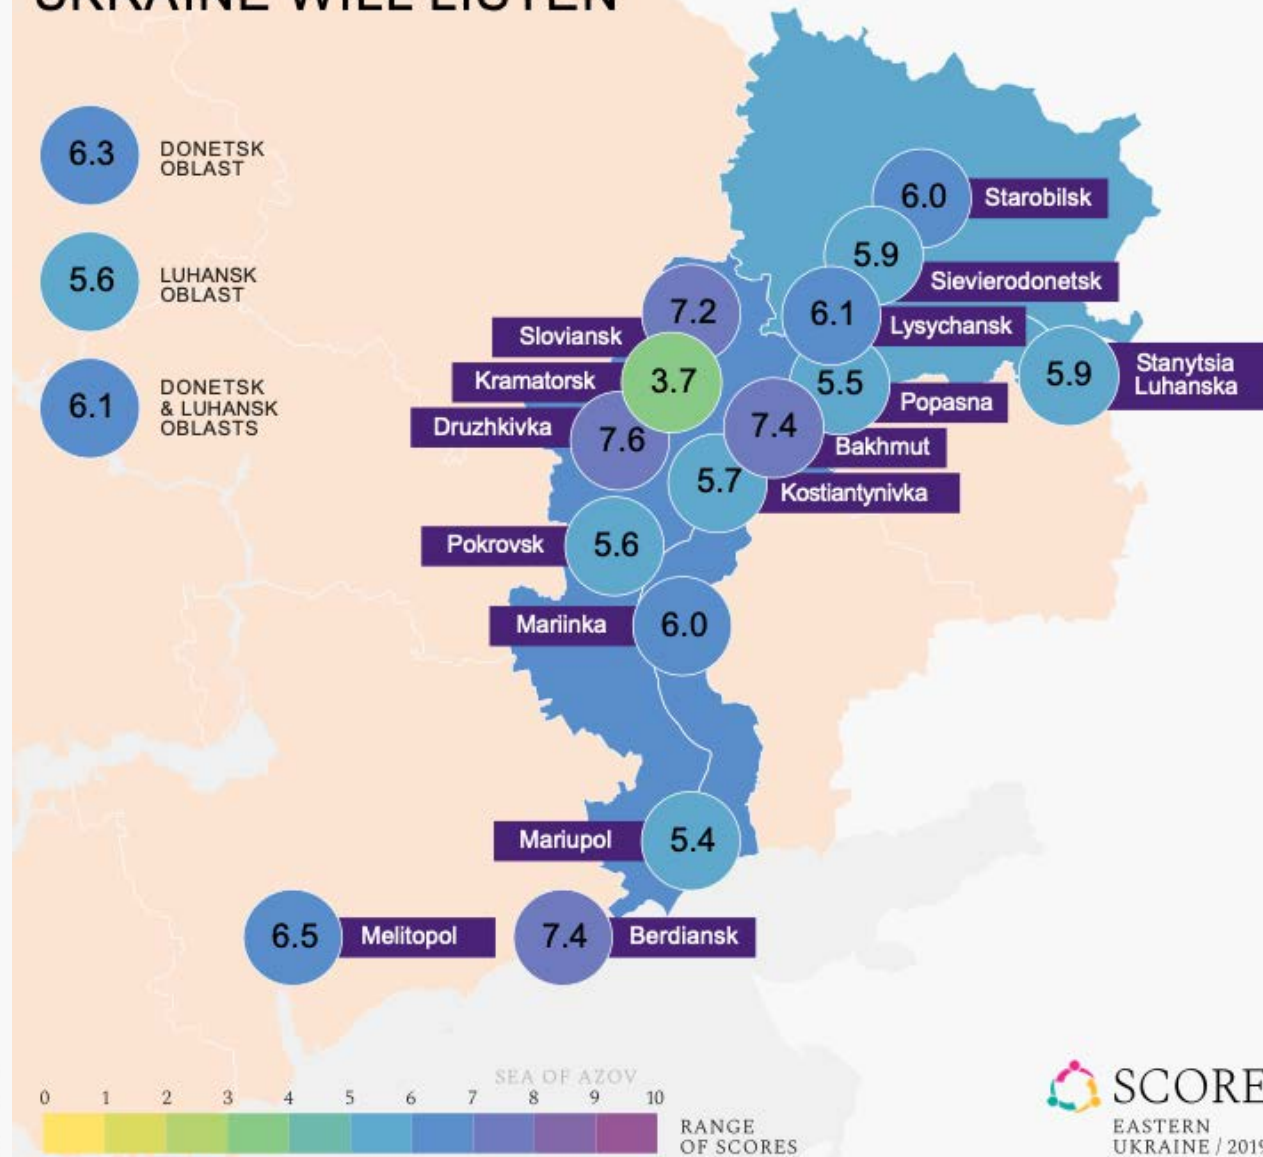 UKRAINE WILL LISTEN
6.3
DONETSK
OBLAST
5.6
LUHANSK
OBLAST
6.1
DONETSK
& LUHANSK
OBLASTS
6.0
Starobilsk
5.9
Sievierodonetsk
7.2
Sloviansk
6.1
Lysychansk
Kramatorsk
3.7
5.5
Popasna
5.9
Stanytsia
Luhanska
Druzhkivka
7.6
7.4
Bakhmut
5.7
Kostiantynivka
Pokrovsk
5.6
Mariinka
6.0
Mariupol
5.4
6.5
Melitopol
7.4
Berdiansk
SEA OF AZOV
0 1 2 3 4 5 6 7 8 9 10
RANGE
OF SCORES
SCORE
EASTERN
UKRAINE / 2019